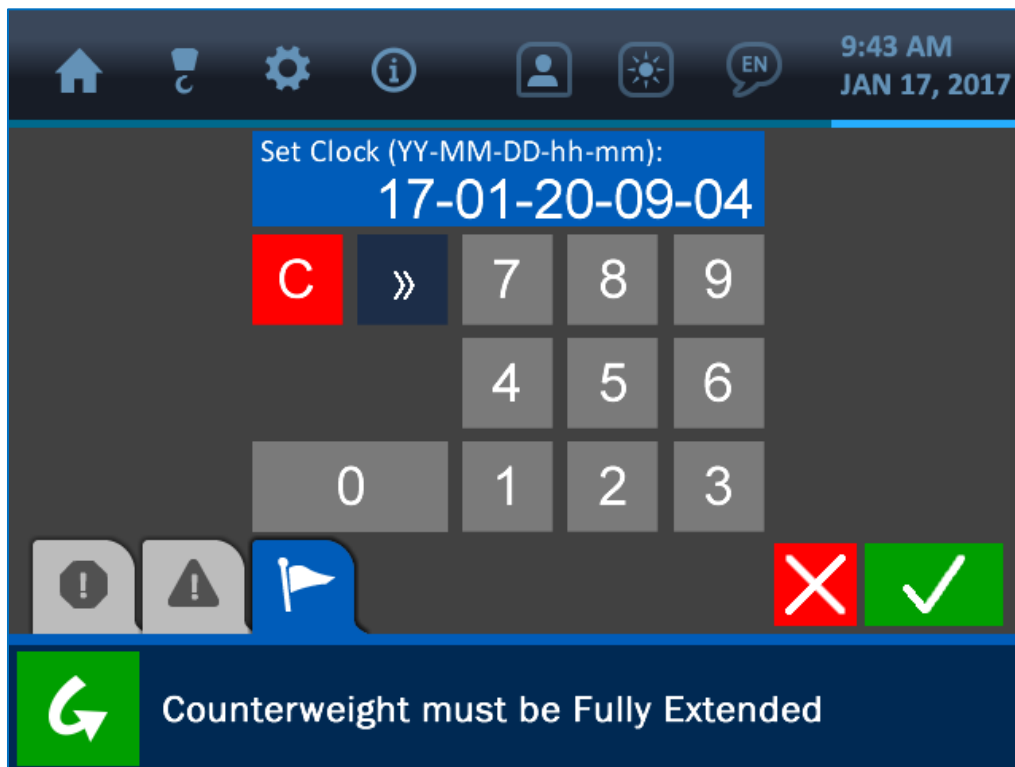 EN
9:43 AM
JAN 17, 2017
Set Clock (YY-MM-DD-hh-mm):
17-01-20-09-04
C » 7 8 9
4 5 6
0 1 2 3
Counterweight must be Fully Extended